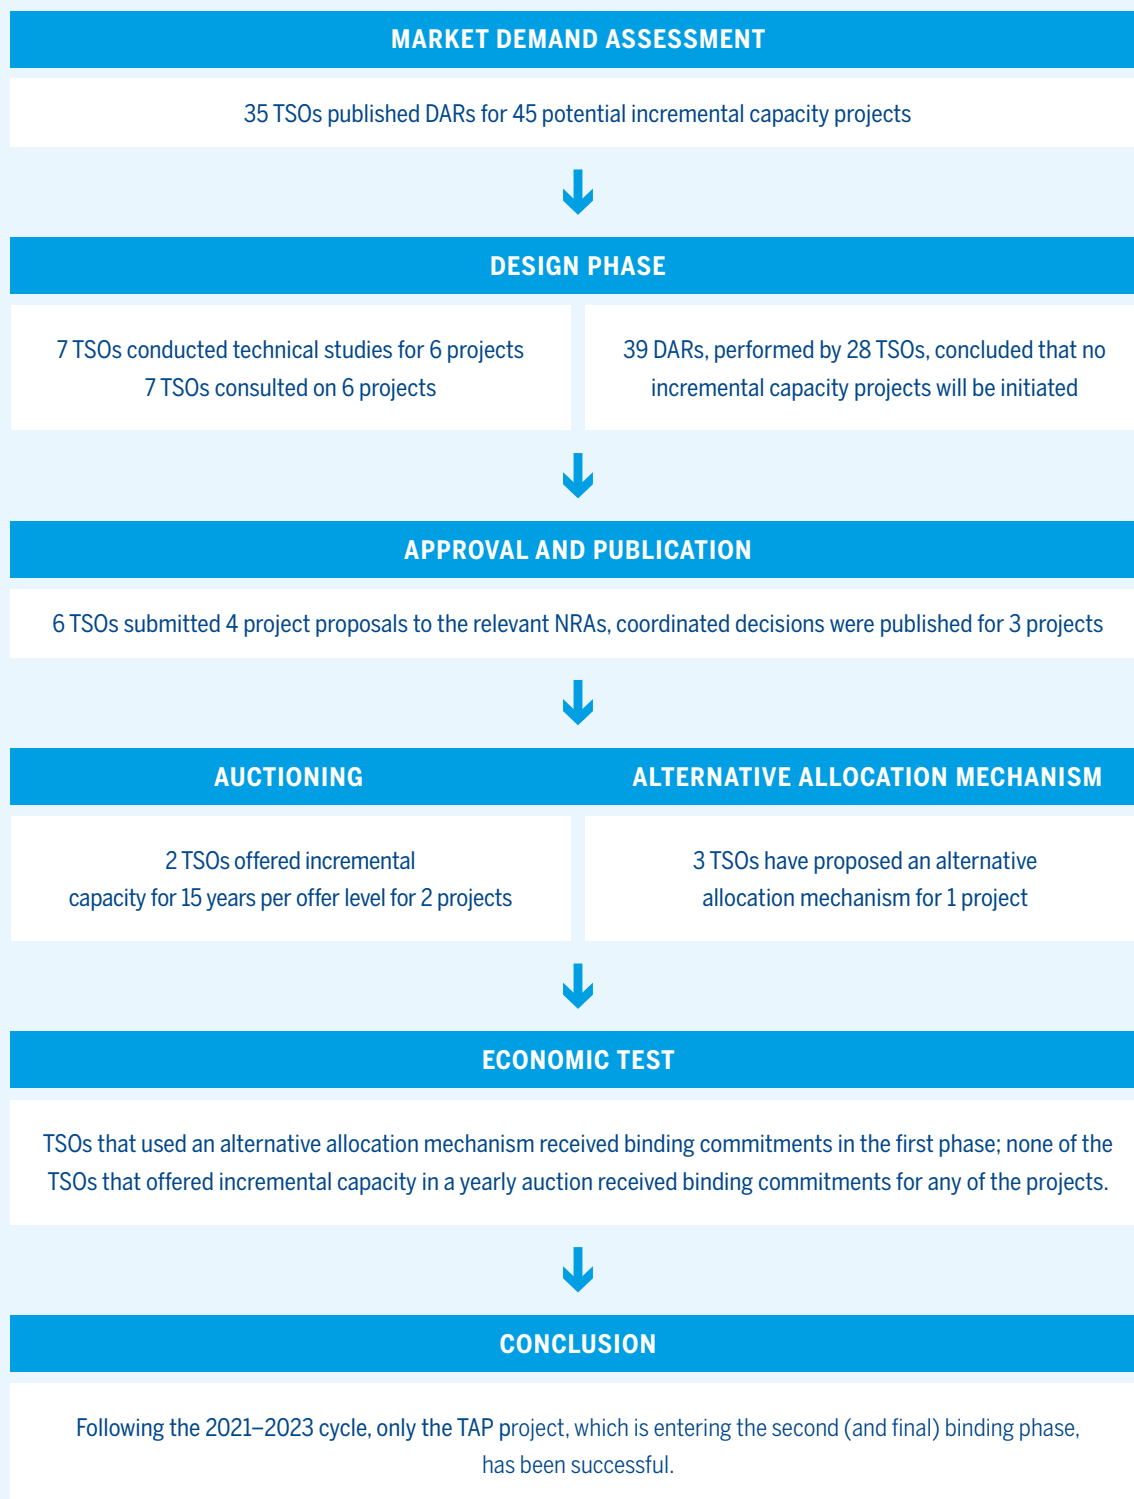 MARKET DEMAND ASSESSMENT
35 TSOs published DARs for 45 potential incremental capacity projects
DESIGN PHASE
7 TSOs conducted technical studies for 6 projects
7 TSOs consulted on 6 projects
39 DARs, performed by 28 TSOs, concluded that no
incremental capacity projects will be initiated
APPROVAL AND PUBLICATION
6 TSOs submitted 4 project proposals to the relevant NRAs, coordinated decisions were published for 3 projects
AUCTIONING
2 TSOs offered incremental
capacity for 15 years per offer level for 2 projects
ALTERNATIVE ALLOCATION MECHANISM
3 TSOs have proposed an alternative
allocation mechanism for 1 project
ECONOMIC TEST
TSOs that used an alternative allocation mechanism received binding commitments in the first phase; none of the
TSOs that offered incremental capacity in a yearly auction received binding commitments for any of the projects.
CONCLUSION
Following the 2021–2023 cycle, only the TAP project, which is entering the second (and final) binding phase,
has been successful.